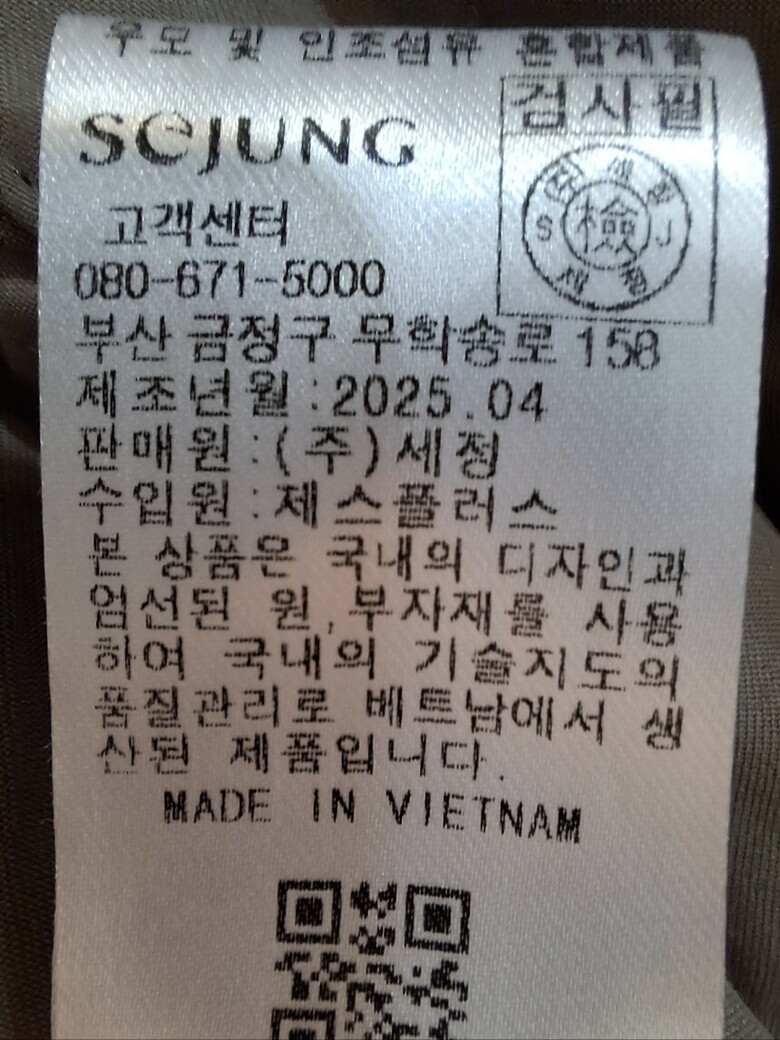 우모 및 인조섬유 혼합제품
검사필
SEJUNG
檢
S J
세정
고객센터
080-671-5000
부산 금정구 무학송로 158
제조년월:2025.04
판매원:(주)세정
수입원:제스플러스
본 상품은 국내의 디자인과
엄선된 원,부자재를 사용
하여 국내의 기술지도의
품질관리로 베트남에서 생
산된 제품입니다.
MADE IN VIETNAM